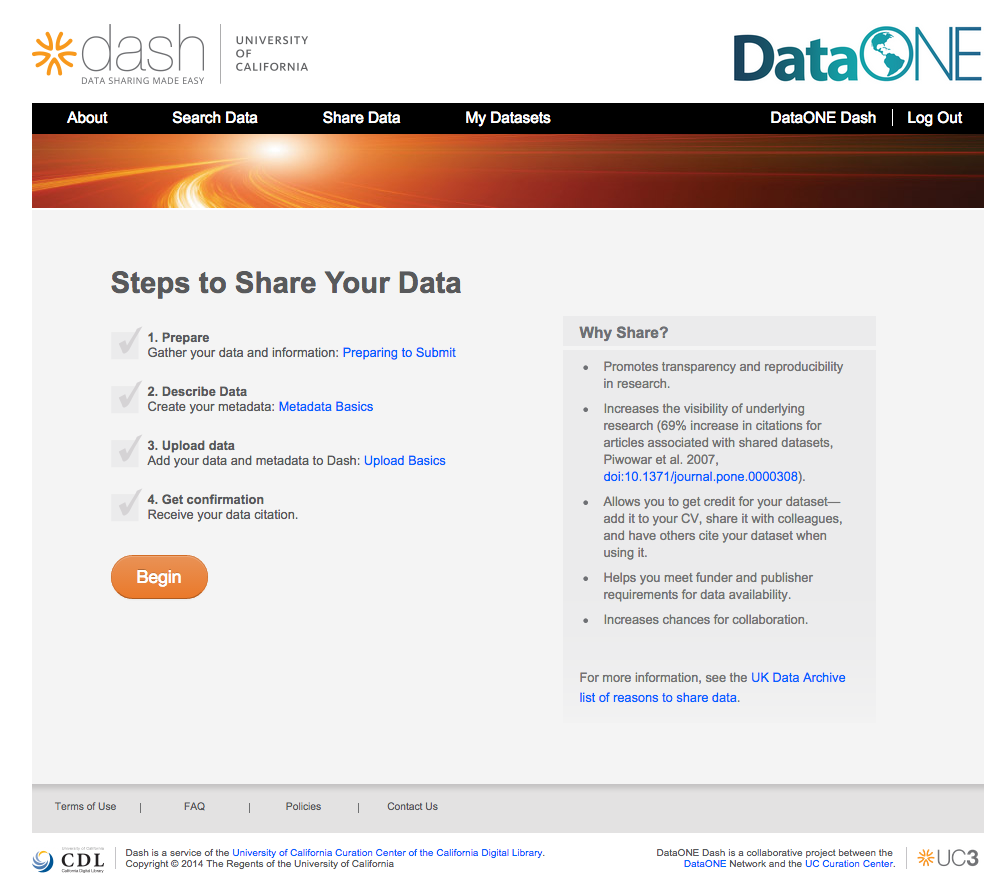 dash
DATA SHARING MADE EASY
UNIVERSITY
OF
CALIFORNIA
DataONE
About
Search Data
Share Data
My Datasets
DataONE Dash
Log Out
Steps to Share Your Data
1. Prepare
Gather your data and information: Preparing to Submit
2. Describe Data
Create your metadata: Metadata Basics
3. Upload data
Add your data and metadata to Dash: Upload Basics
4. Get confirmation
Receive your data citation.
Begin
Why Share?
• Promotes transparency and reproducibility
in research.
• Increases the visibility of underlying
research (69% increase in citations for
articles associated with shared datasets,
Piwowar et al. 2007,
doi:10.1371/journal.pone.0000308).
• Allows you to get credit for your dataset—
add it to your CV, share it with colleagues,
and have others cite your dataset when
using it.
• Helps you meet funder and publisher
requirements for data availability.
• Increases chances for collaboration.
For more information, see the UK Data Archive
list of reasons to share data.
Terms of Use | FAQ | Policies | Contact Us
University of California
CDL
California Digital Library
Dash is a service of the University of California Curation Center of the California Digital Library.
Copyright © 2014 The Regents of the University of California
DataONE Dash is a collaborative project between the
DataONE Network and the UC Curation Center.
UC3